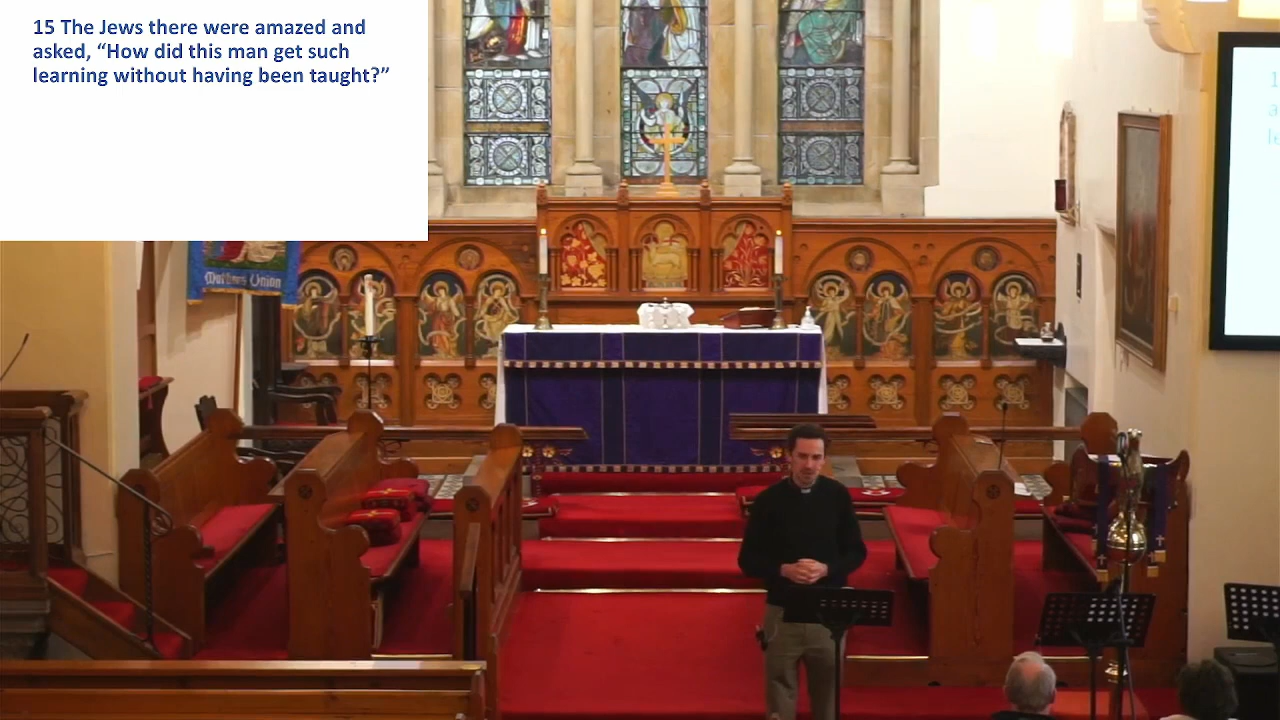 15 The Jews there were amazed and
asked, “How did this man get such
learning without having been taught?”
Mothers Union